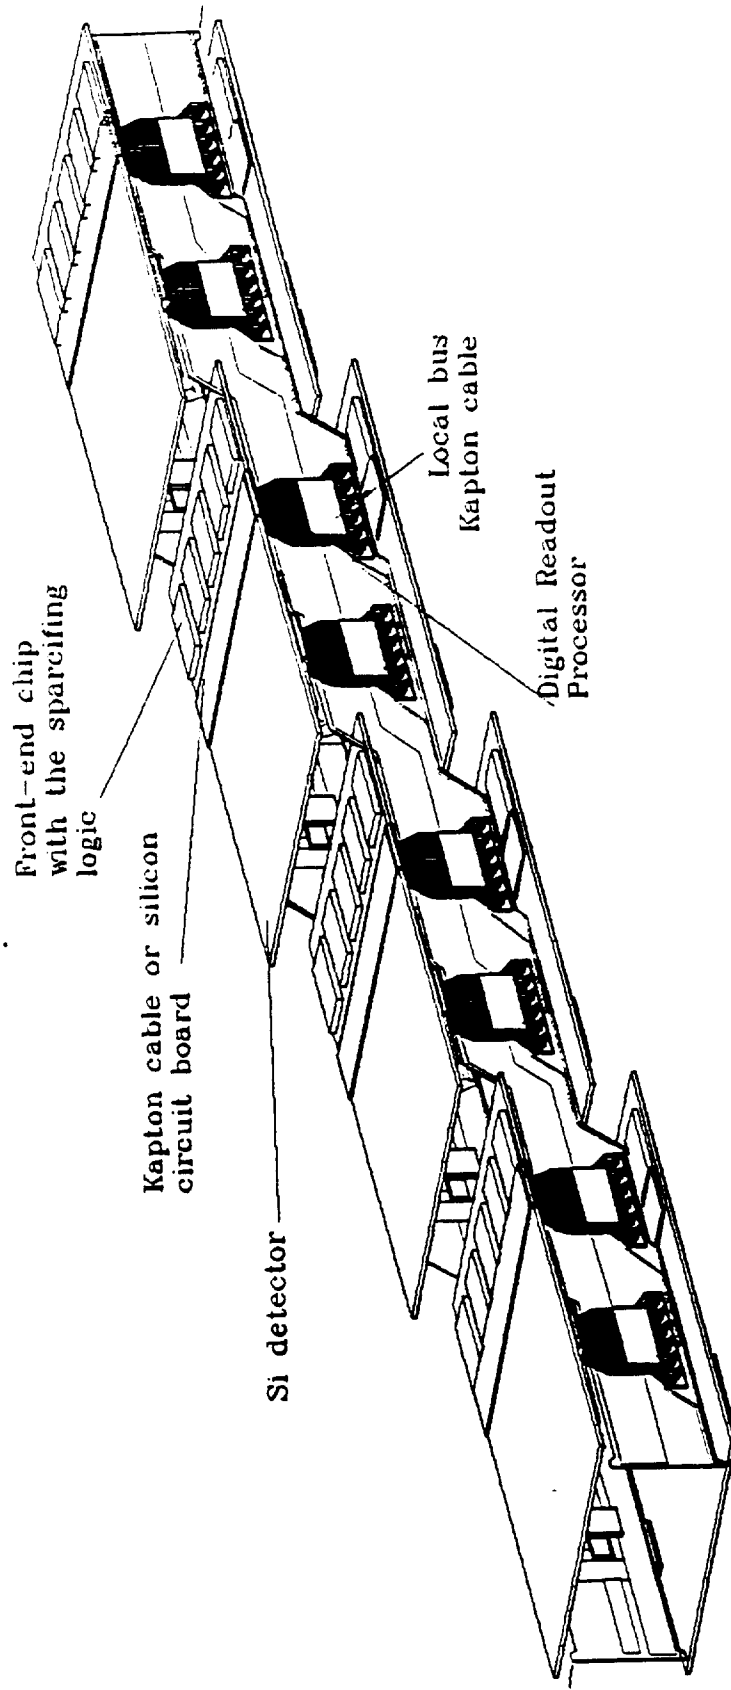 Front-end chip
with the sparcifing
logic
Kapton cable or silicon
circuit board
Si detector
Local bus
Kapton cable
Digital Readout
Processor